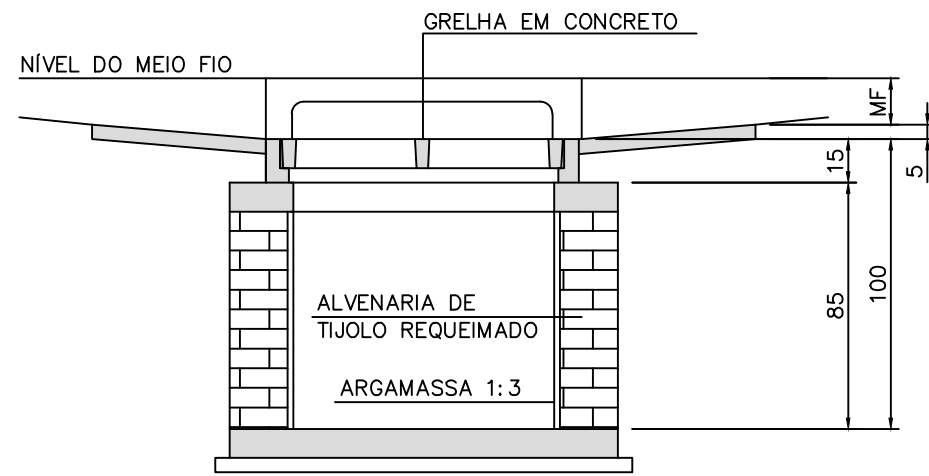 GRELHA EM CONCRETO
NÍVEL DO MEIO FIO
MF
15
5
ALVENARIA DE
TIJOLO REQUEIMADO
85
100
ARGAMASSA 1:3